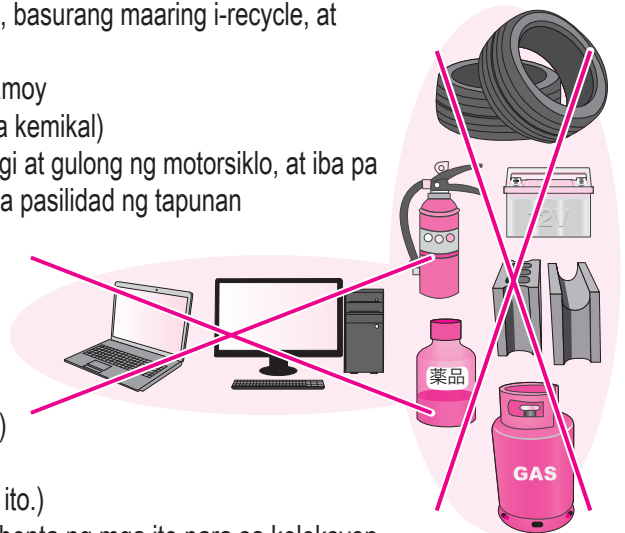 , basurang maaring i-recycle, at
amoy
a kemikal)
gi at gulong ng motorsiklo, at iba pa
a pasilidad ng tapunan
12V
薬品
)
GAS
ito.)